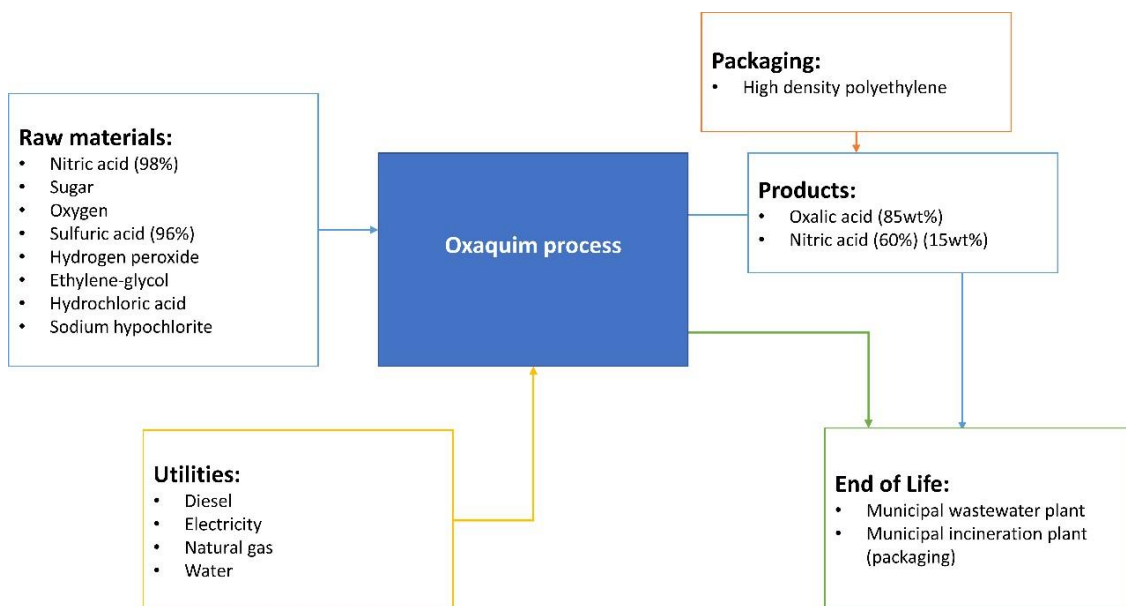 Packaging:
• High density polyethylene
Raw materials:
• Nitric acid (98%)
• Sugar
• Oxygen
• Sulfuric acid (96%)
• Hydrogen peroxide
• Ethylene-glycol
• Hydrochloric acid
• Sodium hypochlorite
Oxaquim process
Products:
• Oxalic acid (85wt%)
• Nitric acid (60%) (15wt%)
Utilities:
• Diesel
• Electricity
• Natural gas
• Water
End of Life:
• Municipal wastewater plant
• Municipal incineration plant
(packaging)